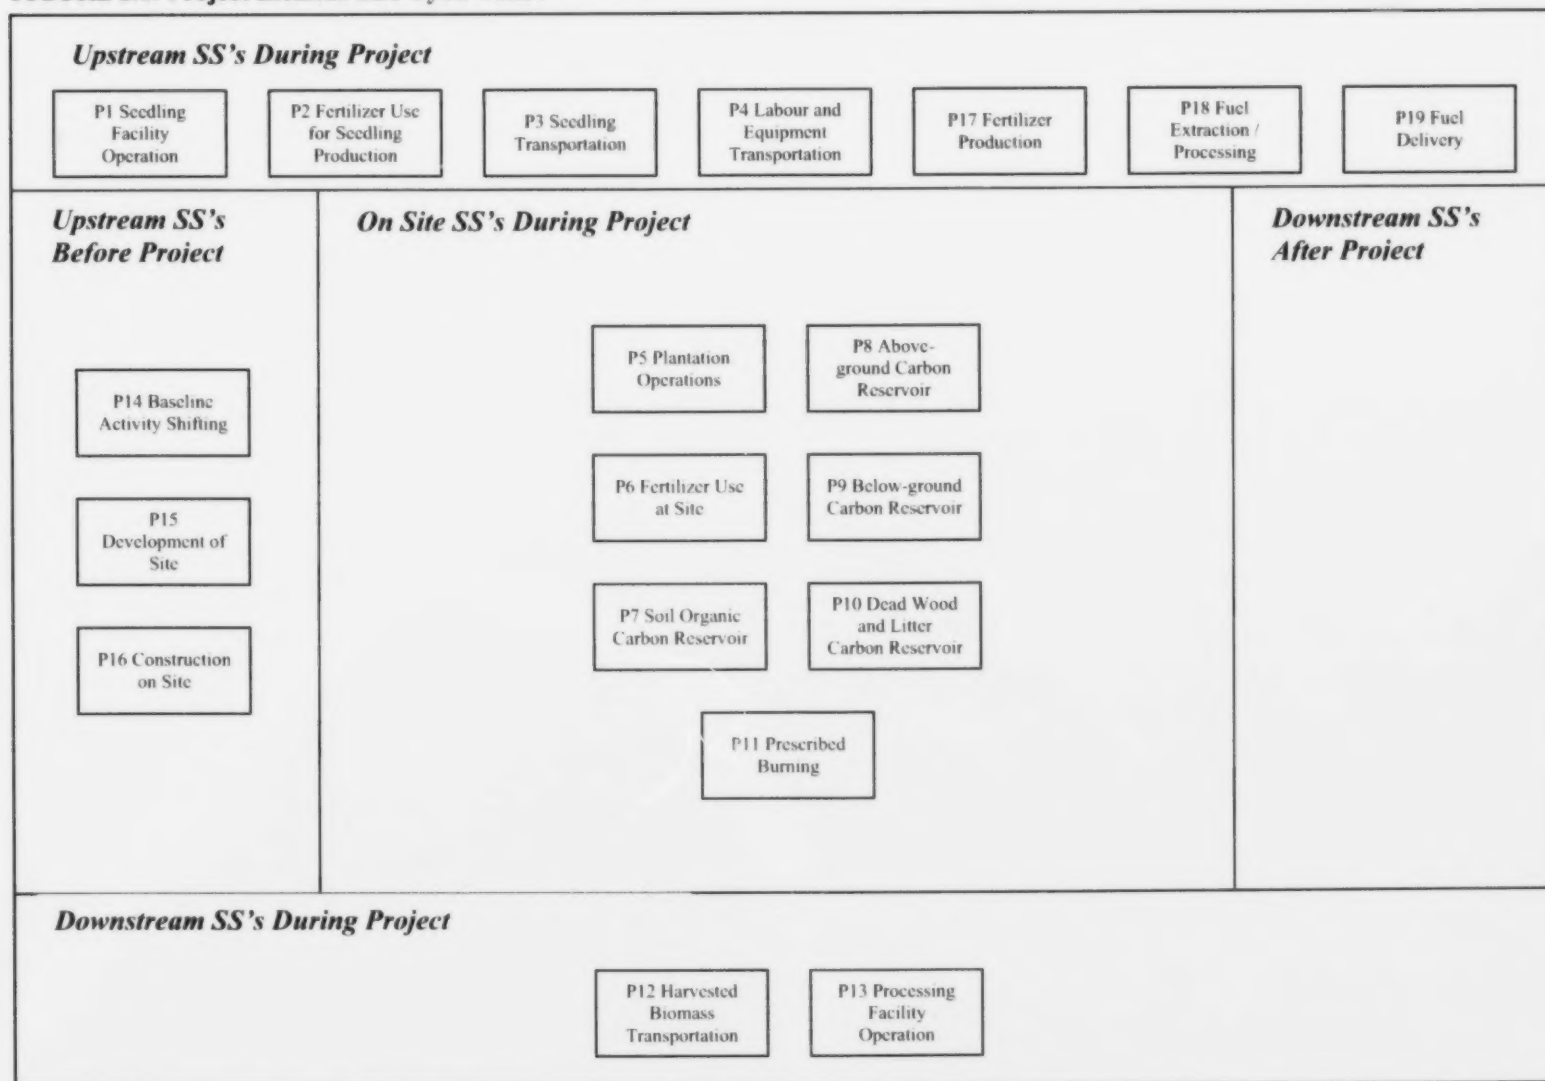 Upstream SS's During Project
P1 Seedling
Facility
Operation
P2 Fertilizer Use
for Seedling
Production
P3 Seedling
Transportation
P4 Labour and
Equipment
Transportation
P17 Fertilizer
Production
P18 Fuel
Extraction /
Processing
P19 Fuel
Delivery
Upstream SS's
Before Project
P14 Baseline
Activity Shifting
P15
Development of
Site
P16 Construction
on Site
On Site SS's During Project
P5 Plantation
Operations
P8 Above-
ground Carbon
Reservoir
P6 Fertilizer Use
at Site
P9 Below-ground
Carbon Reservoir
P7 Soil Organic
Carbon Reservoir
P10 Dead Wood
and Litter
Carbon Reservoir
P11 Prescribed
Burning
Downstream SS's
After Project
Downstream SS's During Project
P12 Harvested
Biomass
Transportation
P13 Processing
Facility
Operation